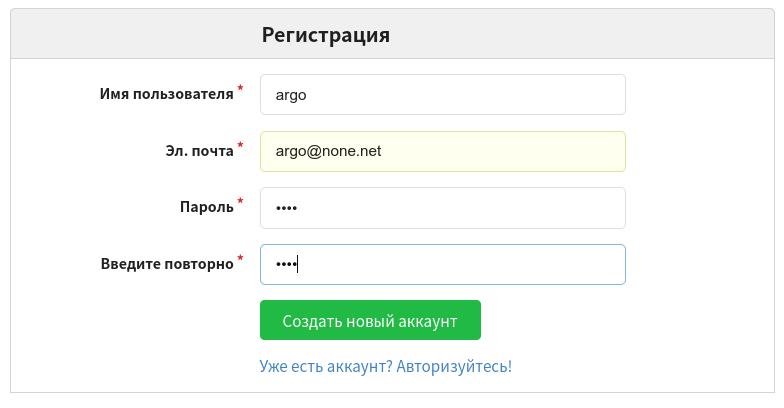 Регистрация
Имя пользователя * argo
Эл. почта * argo@none.net
Пароль * ••••
Введите повторно * ••••
Создать новый аккаунт
Уже есть аккаунт? Авторизуйтесь!